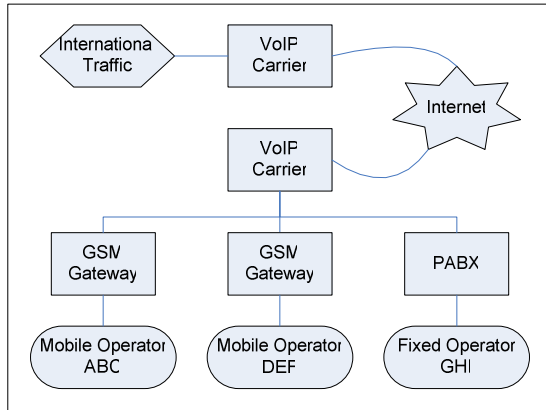 Internationa
Traffic
VoIP
Carrier
Internet
VoIP
Carrier
GSM
Gateway
GSM
Gateway
PABX
Mobile Operator
ABC
Mobile Operator
DEF
Fixed Operator
GHI